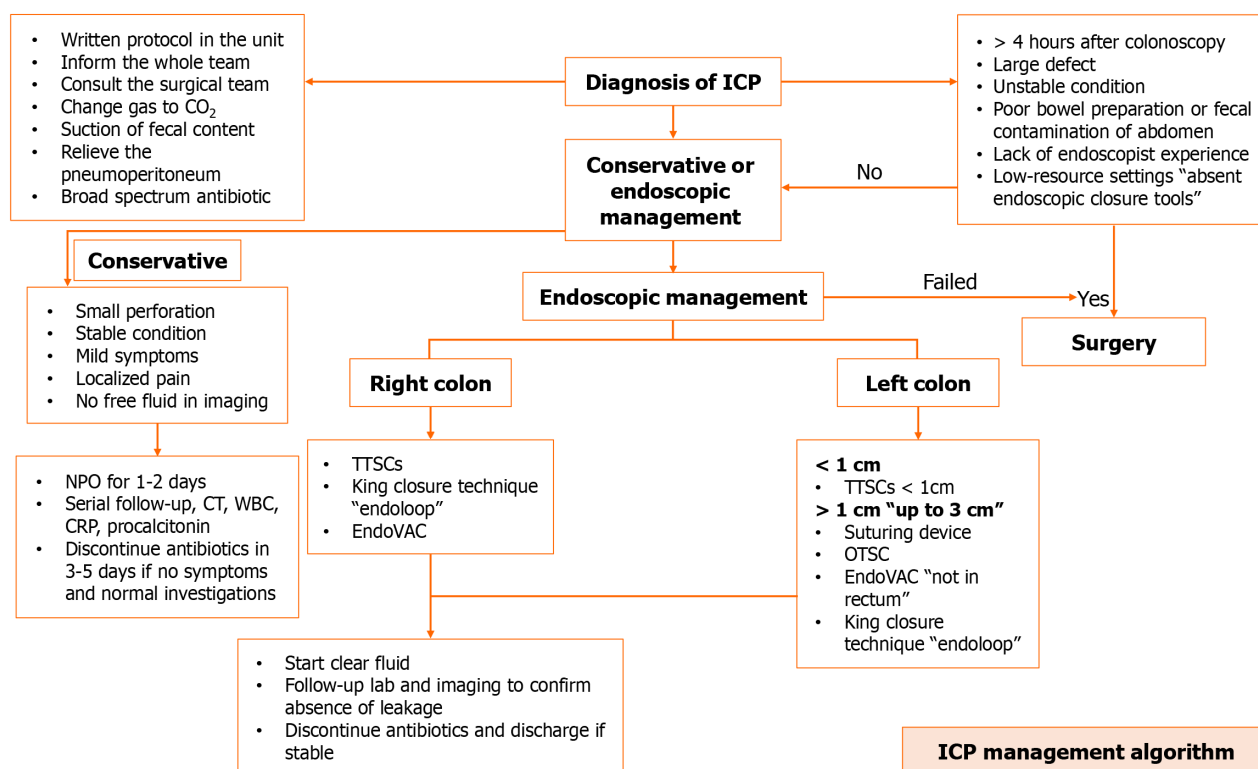 • Written protocol in the unit
• Inform the whole team
• Consult the surgical team
• Change gas to CO₂
• Suction of fecal content
• Relieve the
pneumoperitoneum
• Broad spectrum antibiotic
Diagnosis of ICP
• > 4 hours after colonoscopy
• Large defect
• Unstable condition
• Poor bowel preparation or fecal
contamination of abdomen
• Lack of endoscopist experience
• Low-resource settings “absent
endoscopic closure tools”
Conservative or
endoscopic
management
No
Conservative
• Small perforation
• Stable condition
• Mild symptoms
• Localized pain
• No free fluid in imaging
Endoscopic management
Failed
Yes
Surgery
Right colon
Left colon
• NPO for 1-2 days
• Serial follow-up, CT, WBC,
CRP, procalcitonin
• Discontinue antibiotics in
3-5 days if no symptoms
and normal investigations
• TTSCs
• King closure technique
“endoloop”
• EndoVAC
< 1 cm
• TTSCs < 1cm
> 1 cm “up to 3 cm”
• Suturing device
• OTSC
• EndoVAC “not in
rectum”
• King closure
technique “endoloop”
• Start clear fluid
• Follow-up lab and imaging to confirm
absence of leakage
• Discontinue antibiotics and discharge if
stable
ICP management algorithm